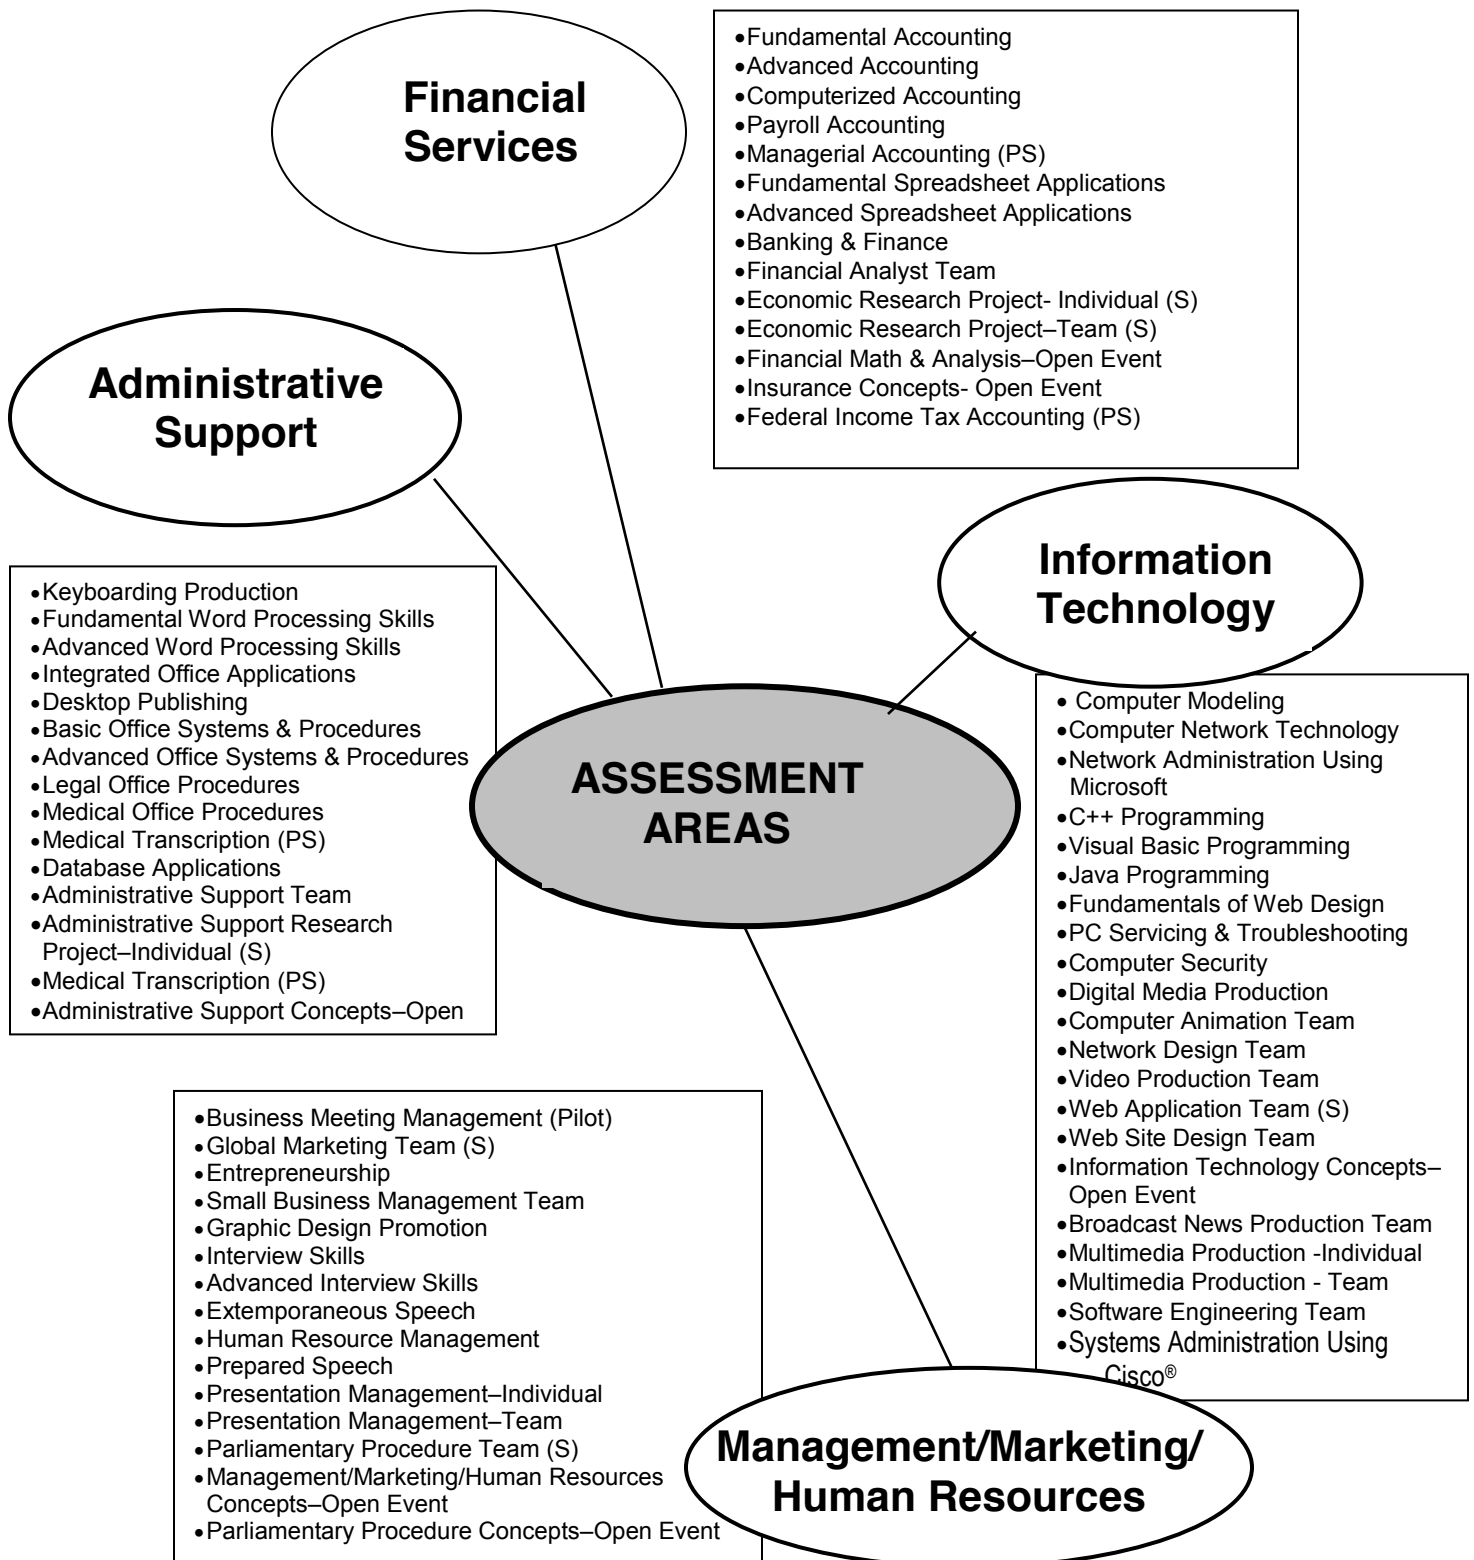 Financial
Services
•Fundamental Accounting
•Advanced Accounting
•Computerized Accounting
•Payroll Accounting
•Managerial Accounting (PS)
•Fundamental Spreadsheet Applications
•Advanced Spreadsheet Applications
•Banking & Finance
•Financial Analyst Team
•Economic Research Project- Individual (S)
•Economic Research Project–Team (S)
•Financial Math & Analysis–Open Event
•Insurance Concepts- Open Event
•Federal Income Tax Accounting (PS)
Administrative
Support
•Keyboarding Production
•Fundamental Word Processing Skills
•Advanced Word Processing Skills
•Integrated Office Applications
•Desktop Publishing
•Basic Office Systems & Procedures
•Advanced Office Systems & Procedures
•Legal Office Procedures
•Medical Office Procedures
•Medical Transcription (PS)
•Database Applications
•Administrative Support Team
•Administrative Support Research
Project–Individual (S)
•Medical Transcription (PS)
•Administrative Support Concepts–Open
Information
Technology
• Computer Modeling
•Computer Network Technology
•Network Administration Using
Microsoft
•C++ Programming
•Visual Basic Programming
•Java Programming
•Fundamentals of Web Design
•PC Servicing & Troubleshooting
•Computer Security
•Digital Media Production
•Computer Animation Team
•Network Design Team
•Video Production Team
•Web Application Team (S)
•Web Site Design Team
•Information Technology Concepts–
Open Event
•Broadcast News Production Team
•Multimedia Production -Individual
•Multimedia Production - Team
•Software Engineering Team
•Systems Administration Using
Cisco®
ASSESSMENT
AREAS
•Business Meeting Management (Pilot)
•Global Marketing Team (S)
•Entrepreneurship
•Small Business Management Team
•Graphic Design Promotion
•Interview Skills
•Advanced Interview Skills
•Extemporaneous Speech
•Human Resource Management
•Prepared Speech
•Presentation Management–Individual
•Presentation Management–Team
•Parliamentary Procedure Team (S)
•Management/Marketing/Human Resources
Concepts–Open Event
•Parliamentary Procedure Concepts–Open Event
Management/Marketing/
Human Resources